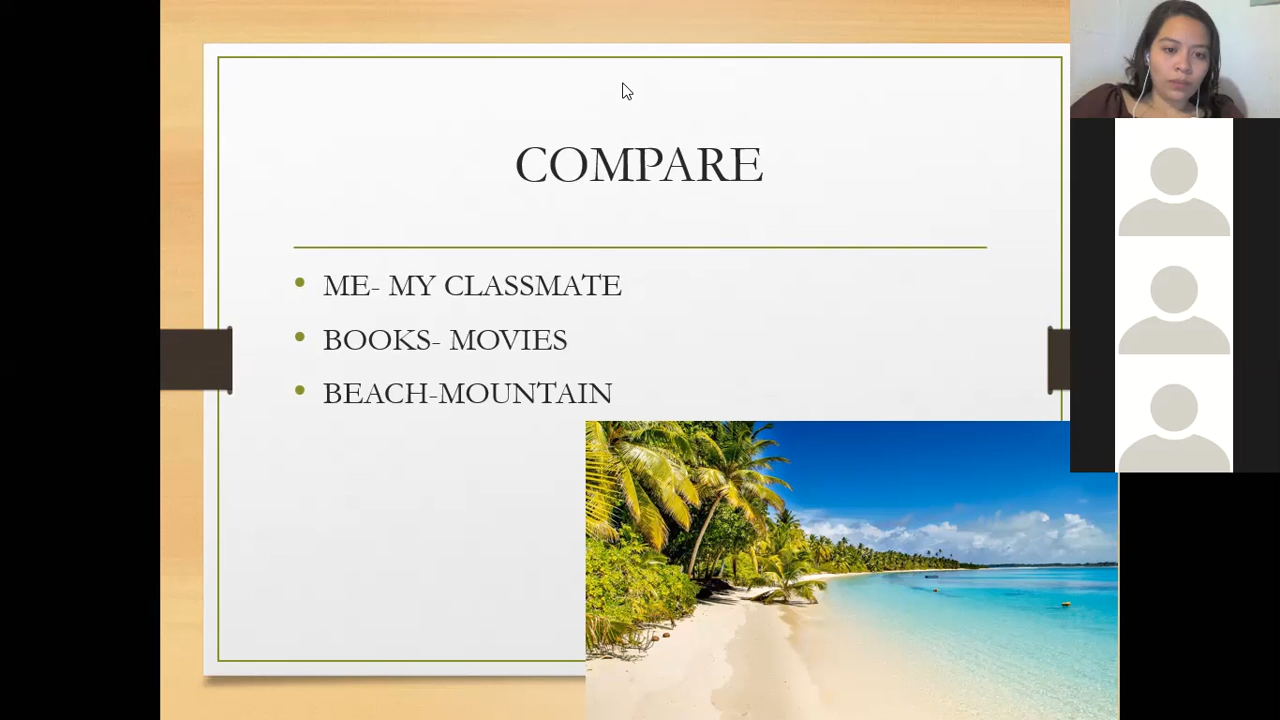 COMPARE
ME- MY CLASSMATE
BOOKS- MOVIES
BEACH-MOUNTAIN